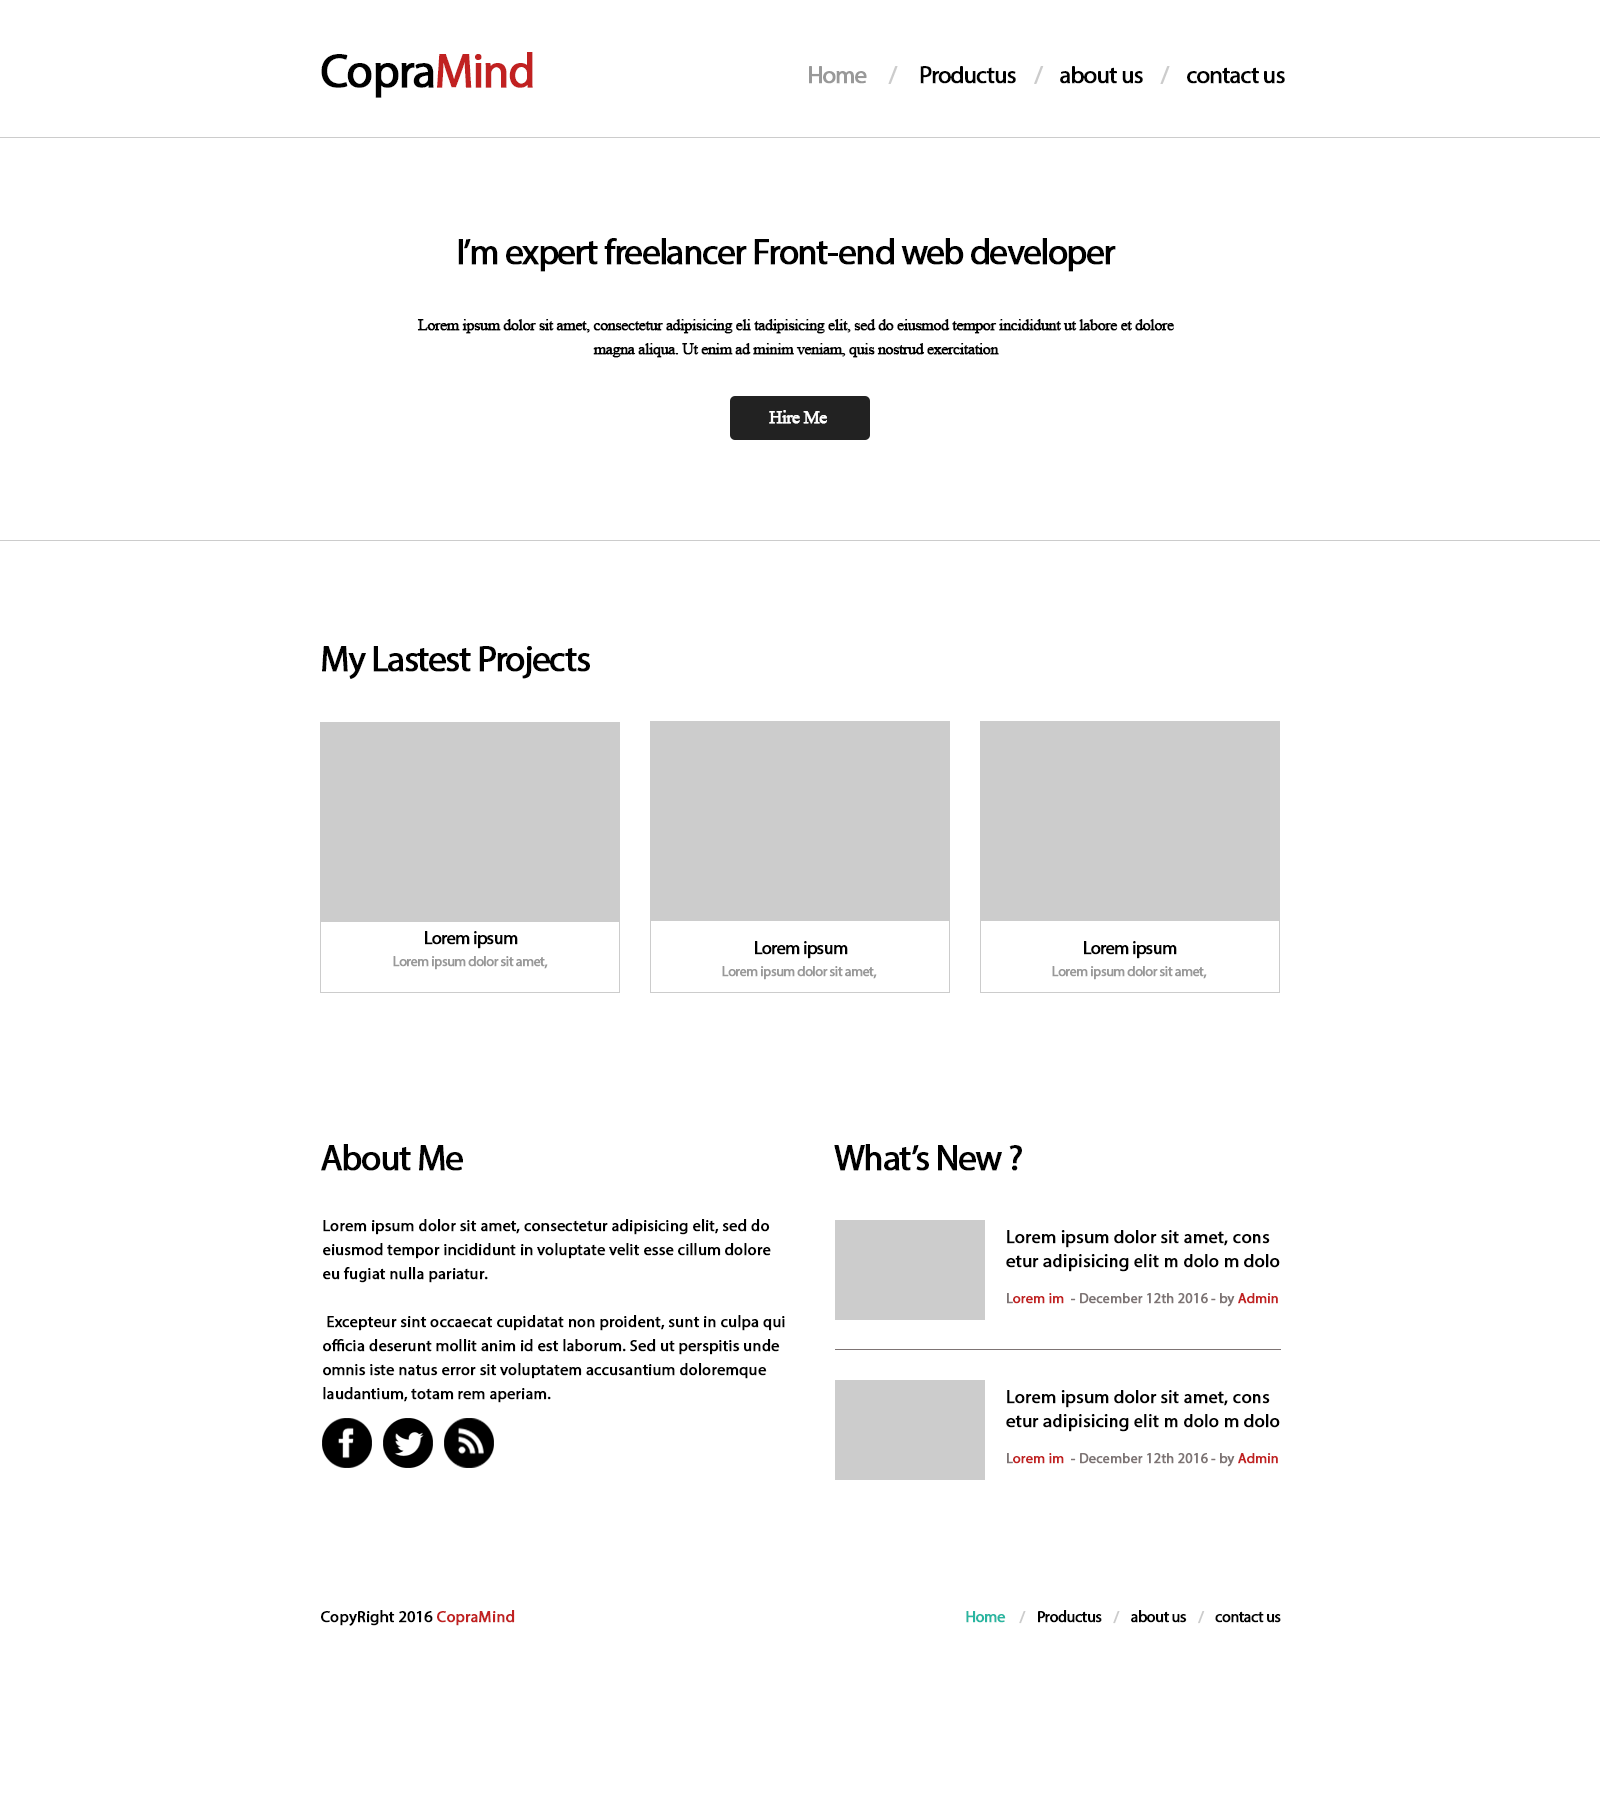 CopraMind
Home / Productus / about us / contact us
I’m expert freelancer Front-end web developer
Lorem ipsum dolor sit amet, consectetur adipisicing eli tadipisicing elit, sed do eiusmod tempor incididunt ut labore et dolore
magna aliqua. Ut enim ad minim veniam, quis nostrud exercitation
Hire Me
My Lastest Projects
Lorem ipsum
Lorem ipsum dolor sit amet,
Lorem ipsum
Lorem ipsum dolor sit amet,
Lorem ipsum
Lorem ipsum dolor sit amet,
About Me
Lorem ipsum dolor sit amet, consectetur adipisicing elit, sed do
eiusmod tempor incididunt in voluptate velit esse cillum dolore
eu fugiat nulla pariatur.
Excepteur sint occaecat cupidatat non proident, sunt in culpa qui
officia deserunt mollit anim id est laborum. Sed ut perspitis unde
omnis iste natus error sit voluptatem accusantium doloremque
laudantium, totam rem aperiam.
What’s New ?
Lorem ipsum dolor sit amet, cons
etur adipisicing elit m dolo m dolo
Lorem im - December 12th 2016 - by Admin
Lorem ipsum dolor sit amet, cons
etur adipisicing elit m dolo m dolo
Lorem im - December 12th 2016 - by Admin
CopyRight 2016 CopraMind
Home / Productus / about us / contact us